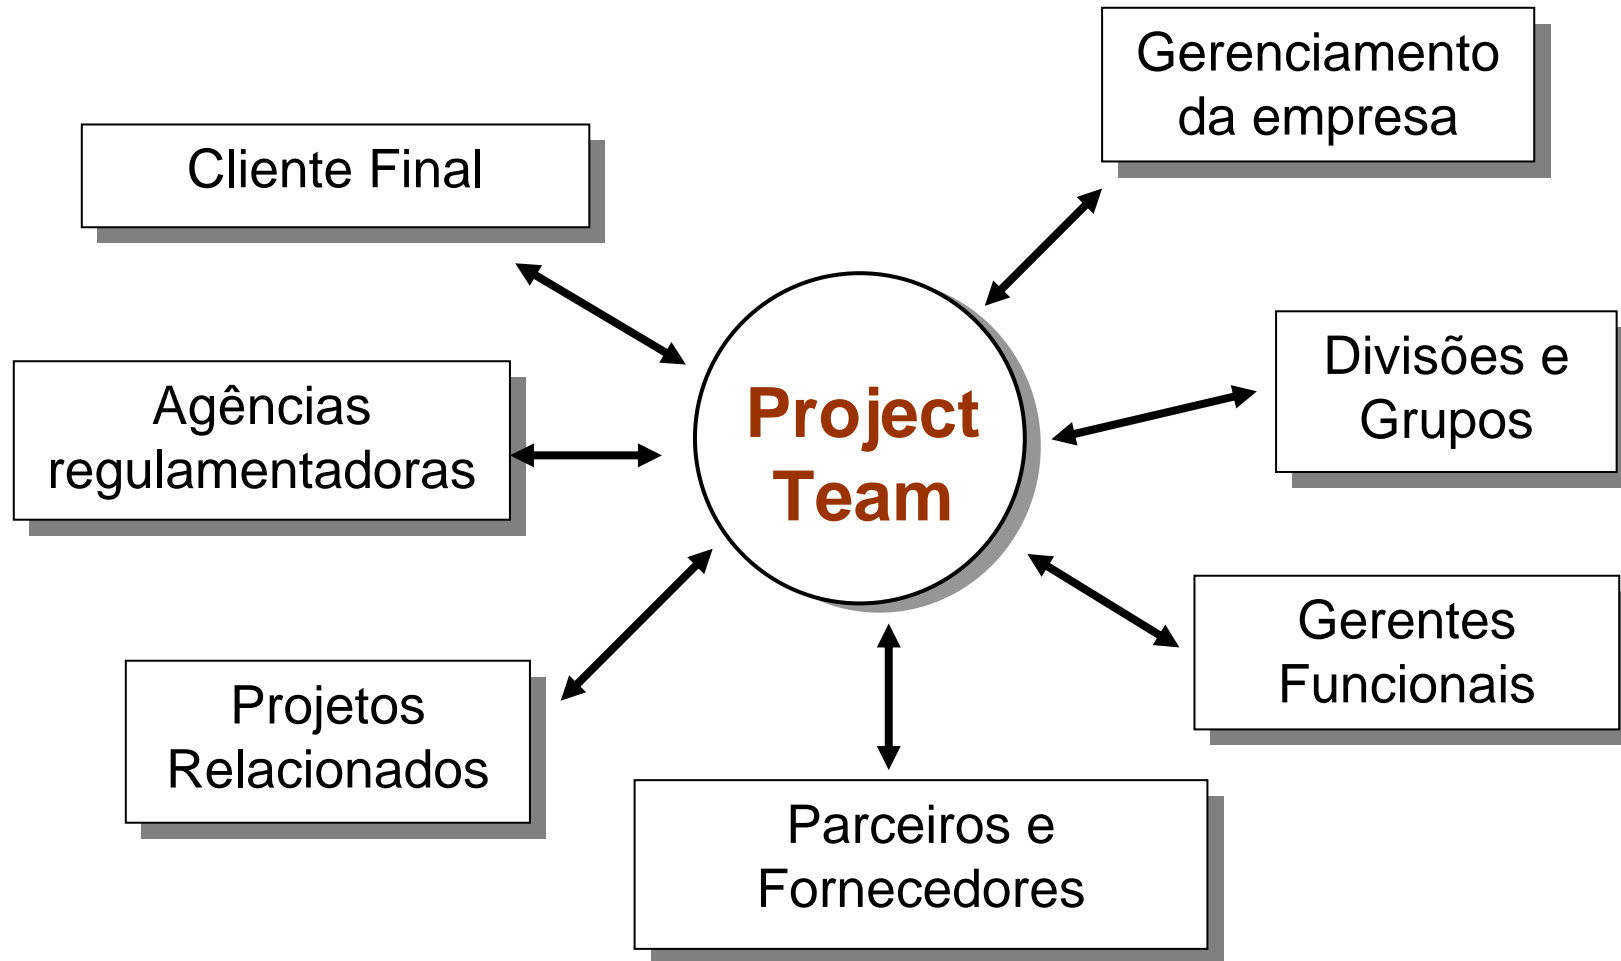 Gerenciamento
da empresa
Cliente Final
Divisões e
Grupos
Agências
regulamentadoras
Project
Team
Gerentes
Funcionais
Projetos
Relacionados
Parceiros e
Fornecedores